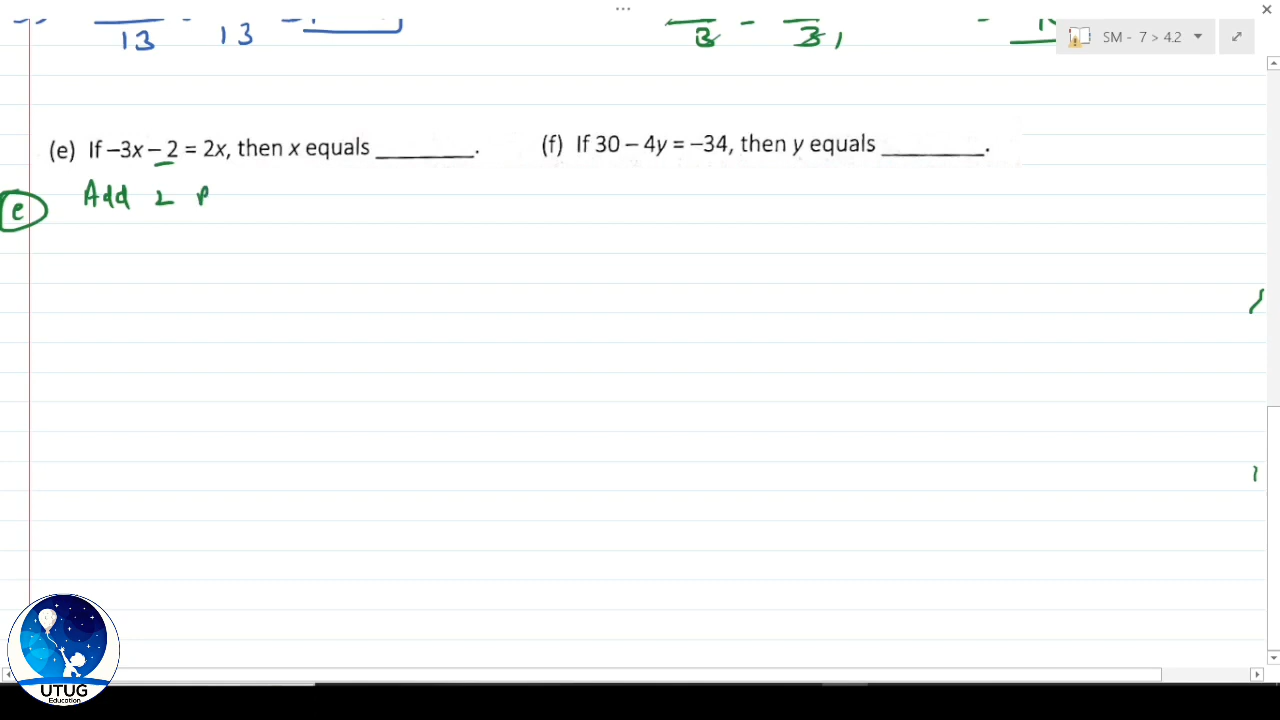 13 13 3 3
SM - 7 > 4.2
(e) If −3x − 2 = 2x, then x equals ________.
(f) If 30 − 4y = −34, then y equals ________.
e Add 2
UTUG
Education